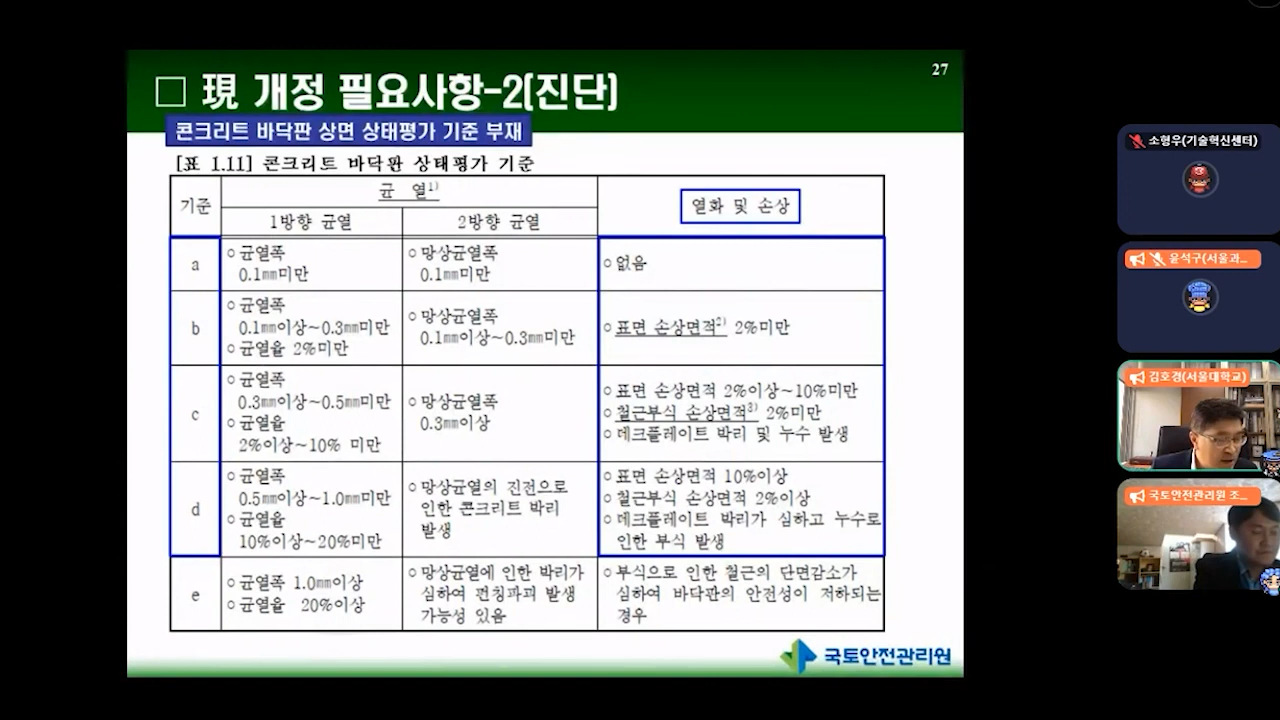 27
□ 現 개정 필요사항-2(진단)
콘크리트 바닥판 상면 상태평가 기준 부재
[표 1.11] 콘크리트 바닥판 상태평가 기준
기준
균 열1)
열화 및 손상
1방향 균열
2방향 균열
a
○ 균열폭
0.1㎜미만
○ 망상균열폭
0.1㎜미만
○ 없음
b
○ 균열폭
0.1㎜이상~0.3㎜미만
○ 균열율 2%미만
○ 망상균열폭
0.1㎜이상~0.3㎜미만
○ 표면 손상면적2) 2%미만
c
○ 균열폭
0.3㎜이상~0.5㎜미만
○ 균열율
2%이상~10% 미만
○ 망상균열폭
0.3㎜이상
○ 표면 손상면적 2%이상~10%미만
○ 철근부식 손상면적3) 2%미만
○ 데크플레이트 박리 및 누수 발생
d
○ 균열폭
0.5㎜이상~1.0㎜미만
○ 균열율
10%이상~20%미만
○ 망상균열의 진전으로
인한 콘크리트 박리
발생
○ 표면 손상면적 10%이상
○ 철근부식 손상면적 2%이상
○ 데크플레이트 박리가 심하고 누수로
인한 부식 발생
e
○ 균열폭 1.0㎜이상
○ 균열율 20%이상
○ 망상균열에 인한 박리가
심하여 펀칭파괴 발생
가능성 있음
○ 부식으로 인한 철근의 단면감소가
심하여 바닥판의 안전성이 저하되는
경우
국토안전관리원
소형우(기술혁신센터)
윤석구(서울과...
김호경(서울대학교)
국토안전관리원 조...